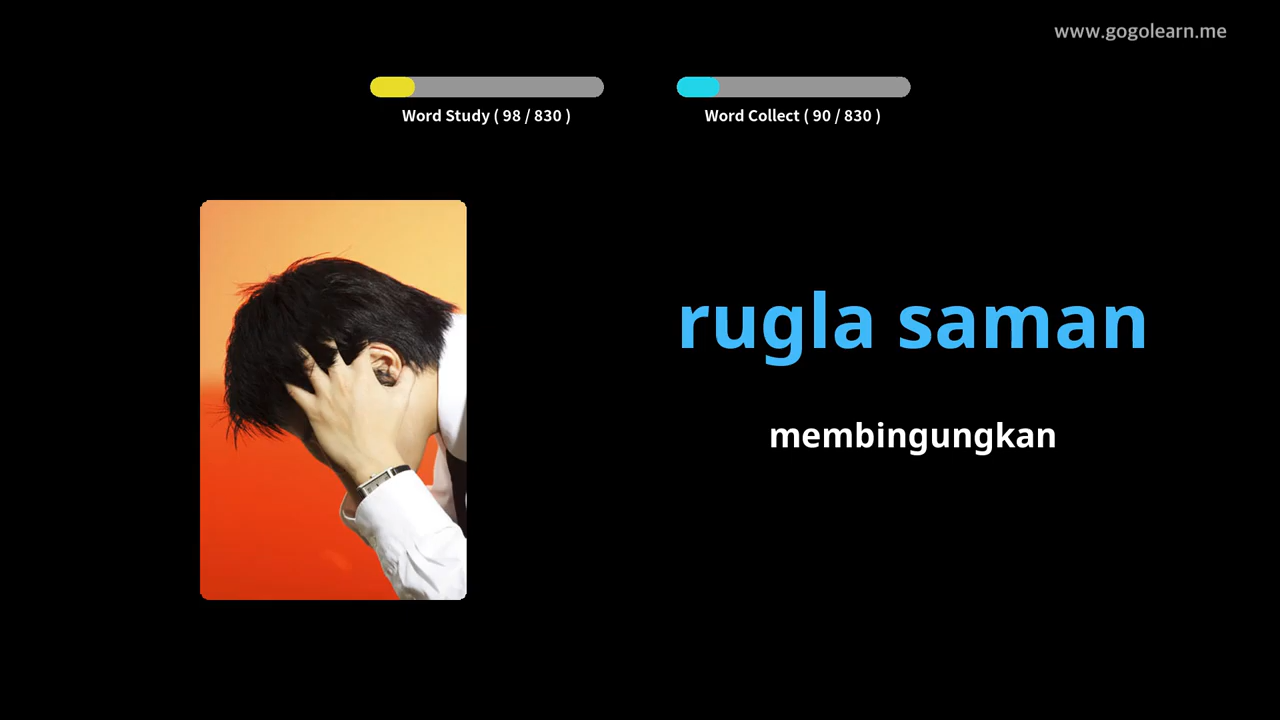 www.gogolearn.me
Word Study ( 98 / 830 )
Word Collect ( 90 / 830 )
rugla saman
membingungkan